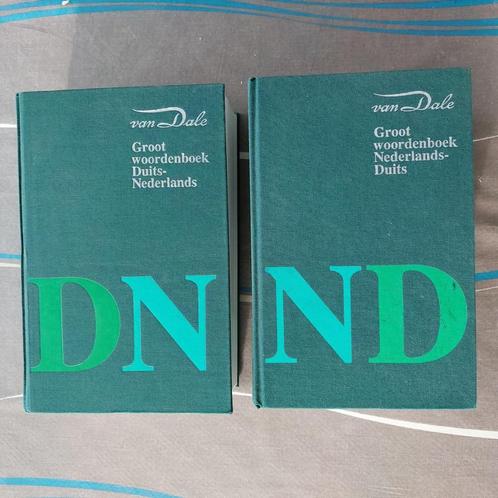 van Dale
Groot
woordenboek
Duits-
Nederlands
DN
van Dale
Groot
woordenboek
Nederlands-
Duits
ND